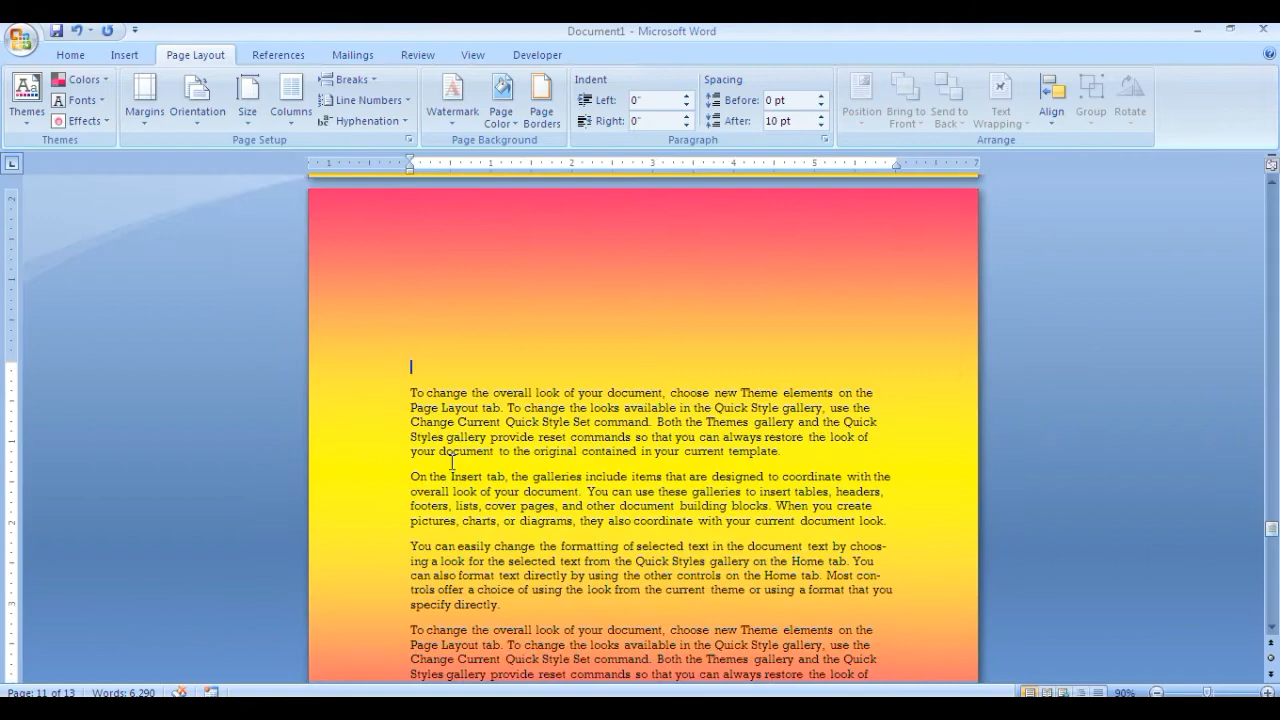 Document1 - Microsoft Word
Home Insert Page Layout References Mailings Review View Developer
Themes
Colors
Fonts
Effects
Themes
Margins
Orientation
Size
Columns
Breaks
Line Numbers
Hyphenation
Page Setup
Watermark
Page Color
Page Borders
Page Background
Indent
Left: 0"
Right: 0"
Spacing
Before: 0 pt
After: 10 pt
Paragraph
Position
Bring to Front
Send to Back
Text Wrapping
Align
Group
Rotate
Arrange
1 1 2 3 4 5 7
To change the overall look of your document, choose new Theme elements on the
Page Layout tab. To change the looks available in the Quick Style gallery, use the
Change Current Quick Style Set command. Both the Themes gallery and the Quick
Styles gallery provide reset commands so that you can always restore the look of
your document to the original contained in your current template.
On the Insert tab, the galleries include items that are designed to coordinate with the
overall look of your document. You can use these galleries to insert tables, headers,
footers, lists, cover pages, and other document building blocks. When you create
pictures, charts, or diagrams, they also coordinate with your current document look.
You can easily change the formatting of selected text in the document text by choos-
ing a look for the selected text from the Quick Styles gallery on the Home tab. You
can also format text directly by using the other controls on the Home tab. Most con-
trols offer a choice of using the look from the current theme or using a format that you
specify directly.
To change the overall look of your document, choose new Theme elements on the
Page Layout tab. To change the looks available in the Quick Style gallery, use the
Change Current Quick Style Set command. Both the Themes gallery and the Quick
Styles gallery provide reset commands so that you can always restore the look of
Page: 11 of 13 Words: 6,290 90%